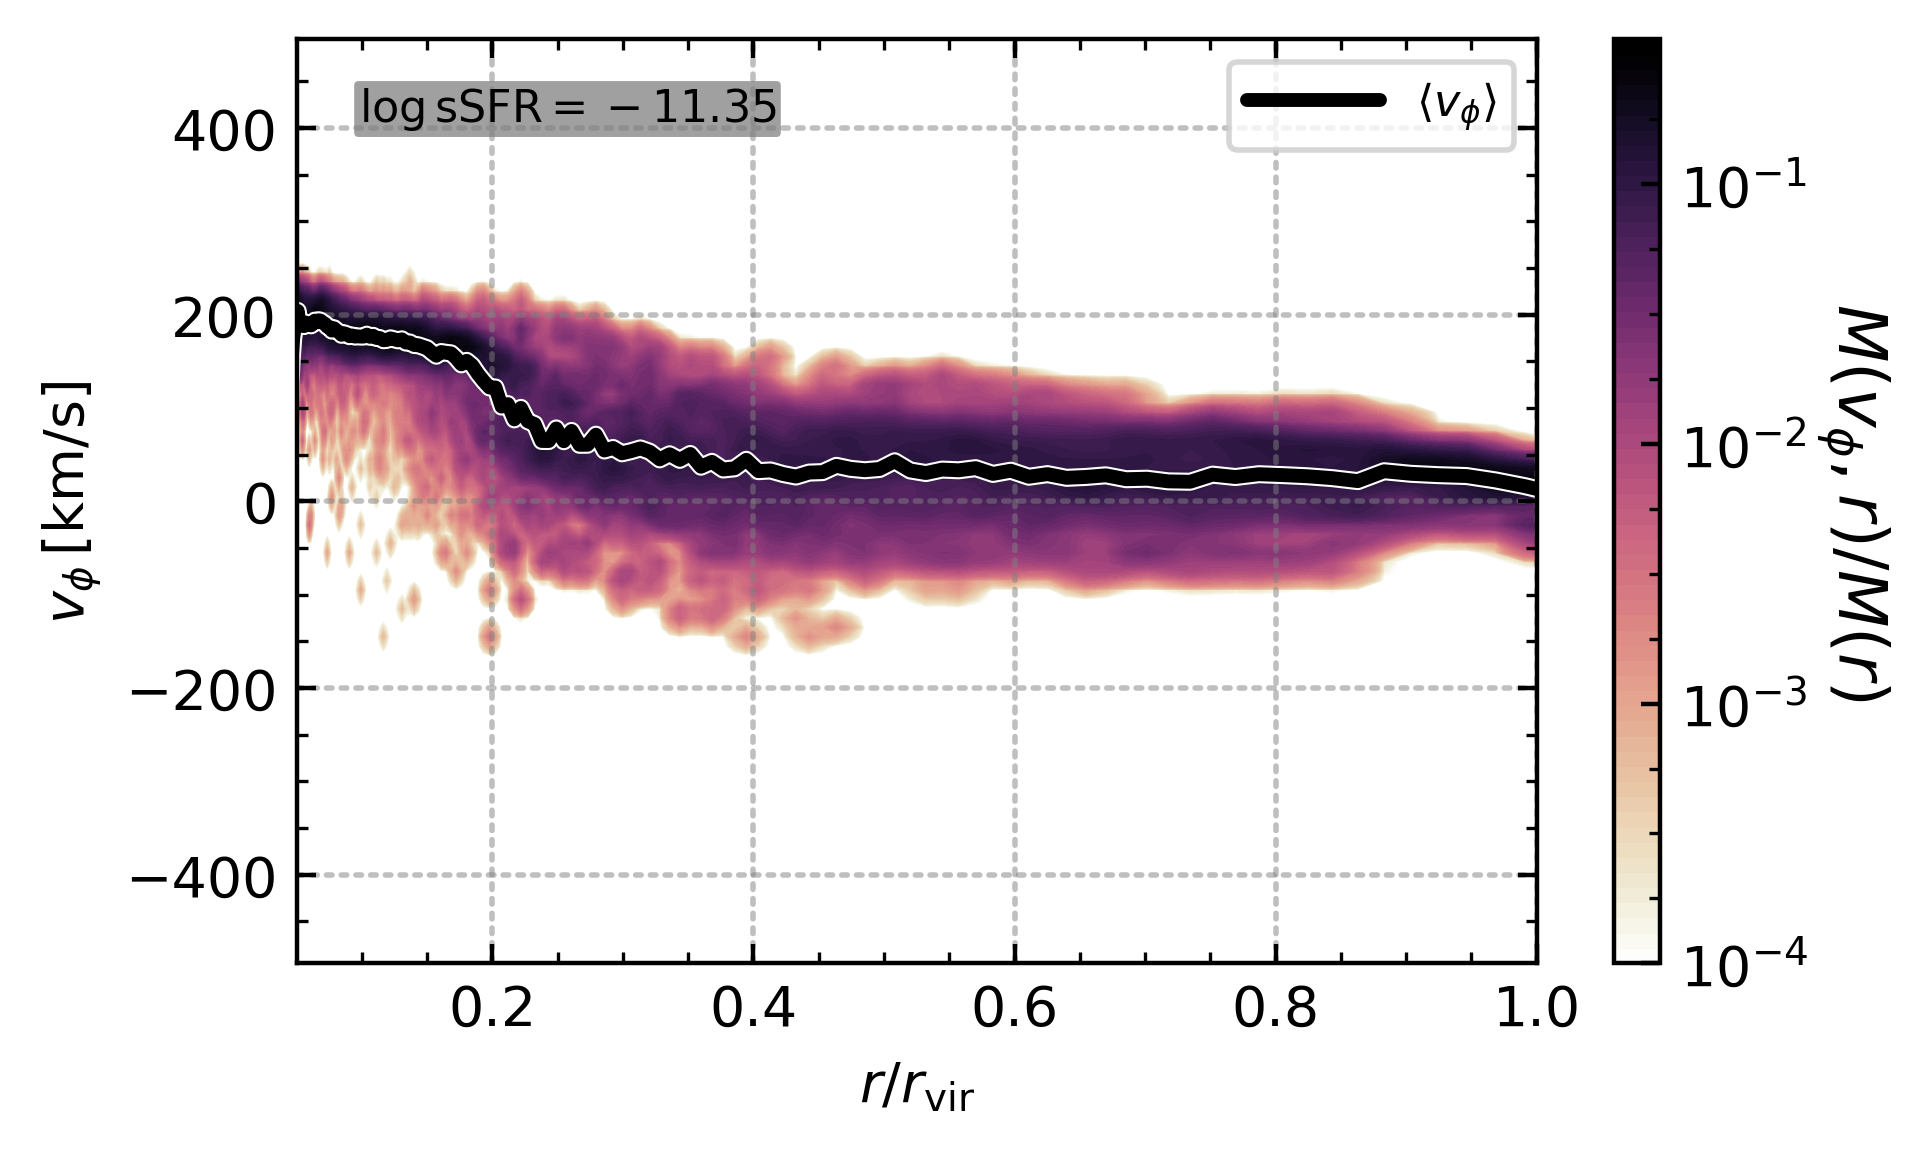 log sSFR = −11.35
⟨v_ϕ⟩
400
200
0
−200
−400
v_ϕ [km/s]
0.2 0.4 0.6 0.8 1.0
r/r_vir
10⁻¹
10⁻²
10⁻³
10⁻⁴
M(v_ϕ, r)/M(r)